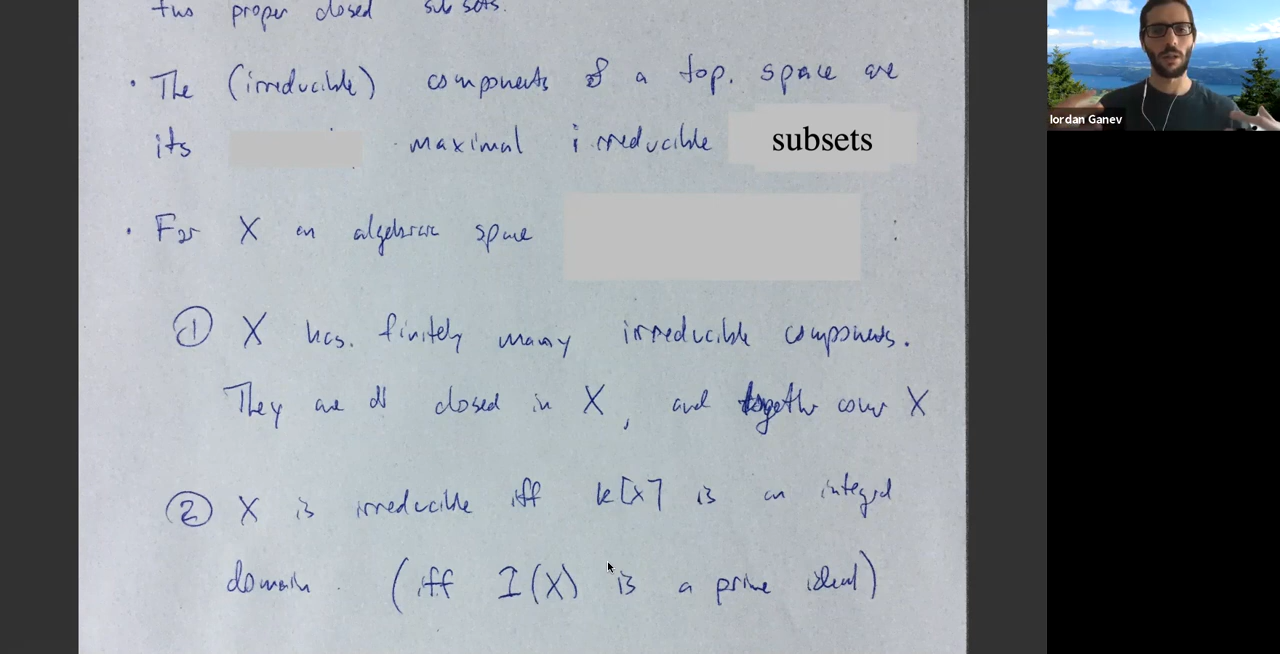 two proper closed subsets.
· The (irreducible) components of a top. space are
its maximal irreducible subsets
· For X an algebraic space :
① X has. finitely many irreducible components.
They are all closed in X, and together cover X
② X is irreducible iff k[X] is an integral
domain. (iff I(X) is a prime ideal)
Iordan Ganev